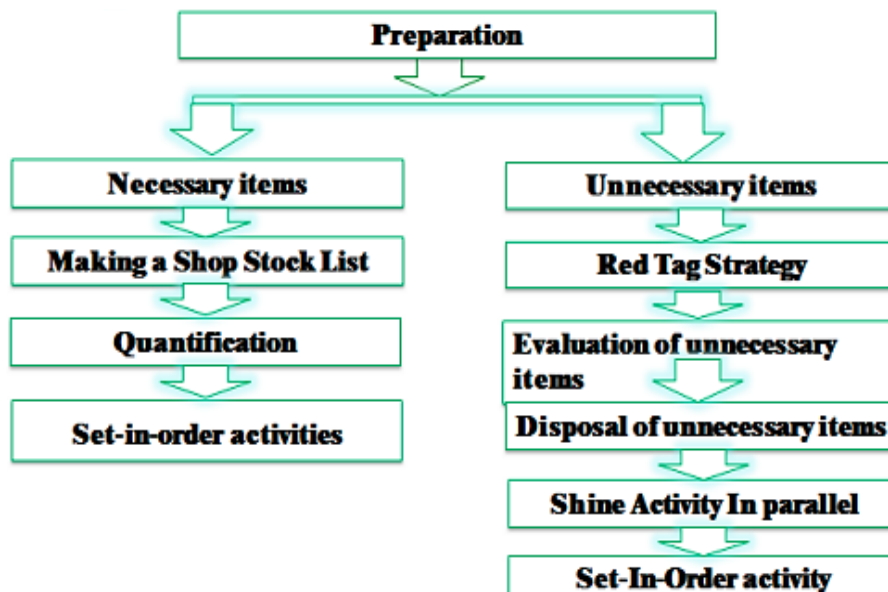 Preparation
Necessary items
Unnecessary items
Making a Shop Stock List
Red Tag Strategy
Quantification
Evaluation of unnecessary
items
Set-in-order activities
Disposal of unnecessary items
Shine Activity In parallel
Set-In-Order activity